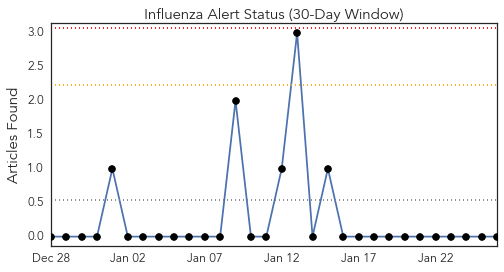 Influenza Alert Status (30-Day Window)
Articles Found
3.0
2.5
2.0
1.5
1.0
0.5
0.0
Dec 28 Jan 02 Jan 07 Jan 12 Jan 17 Jan 22